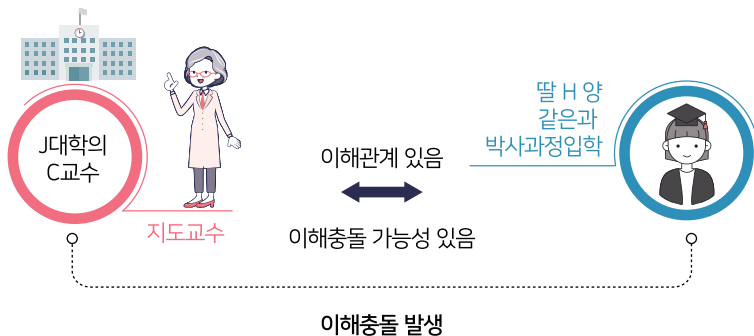 J대학의
C교수
지도교수
이해관계 있음
이해충돌 가능성 있음
딸 H 양
같은과
박사과정입학
이해충돌 발생